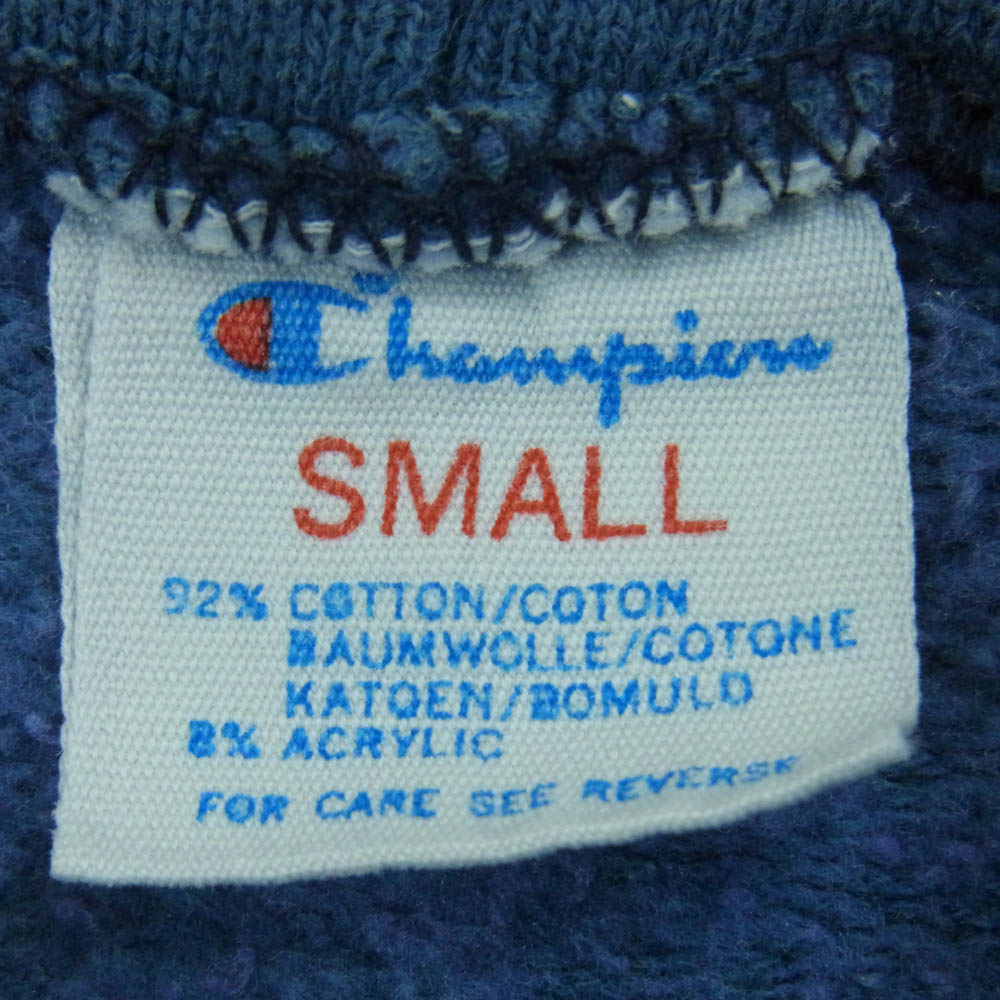 Champion
SMALL
92% COTTON/COTON
BAUMWOLLE/COTONE
KATOEN/BOMULD
8% ACRYLIC
FOR CARE SEE REVERSE